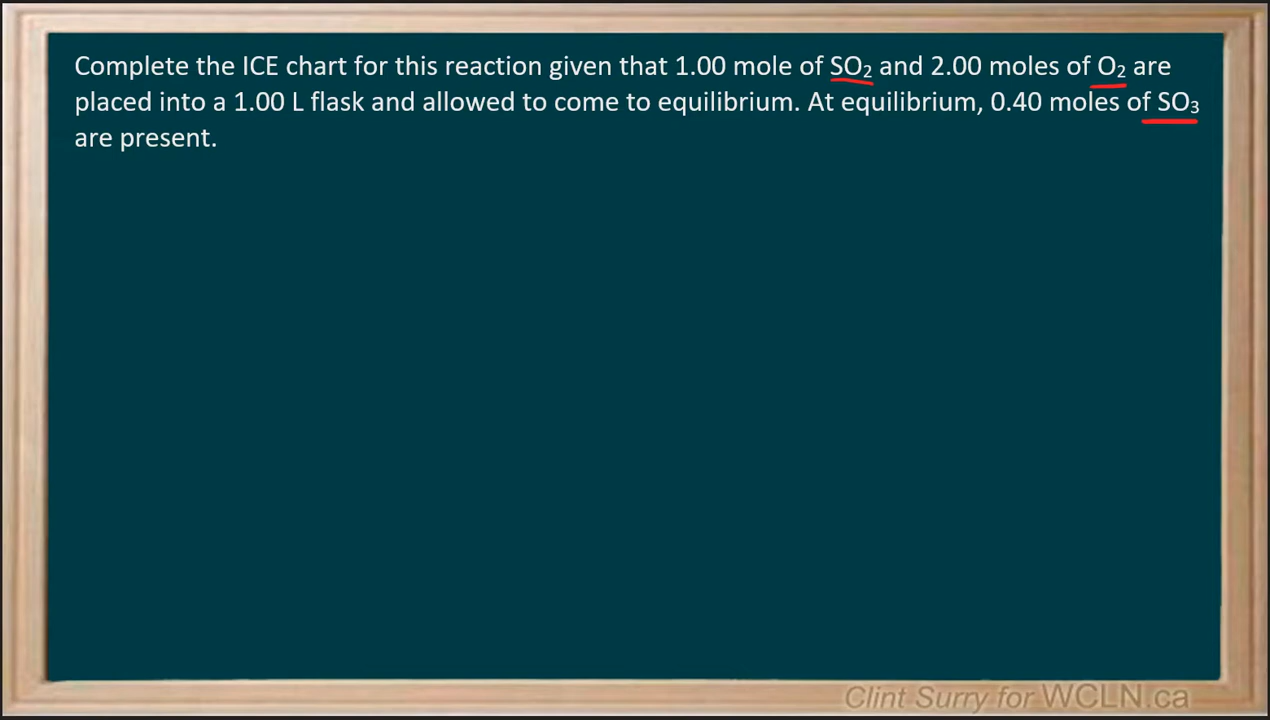 Complete the ICE chart for this reaction given that 1.00 mole of SO₂ and 2.00 moles of O₂ are
placed into a 1.00 L flask and allowed to come to equilibrium. At equilibrium, 0.40 moles of SO₃
are present.
Clint Surry for WCLN.ca